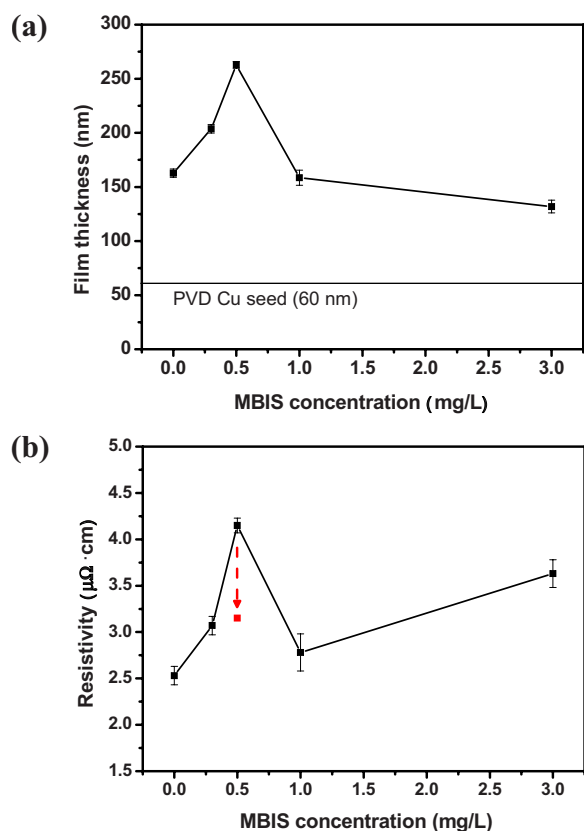 (a)
300
250
200
150
100
50
0
Film thickness (nm)
PVD Cu seed (60 nm)
0.0 0.5 1.0 1.5 2.0 2.5 3.0
MBIS concentration (mg/L)
(b)
5.0
4.5
4.0
3.5
3.0
2.5
2.0
1.5
Resistivity (μΩ·cm)
0.0 0.5 1.0 1.5 2.0 2.5 3.0
MBIS concentration (mg/L)